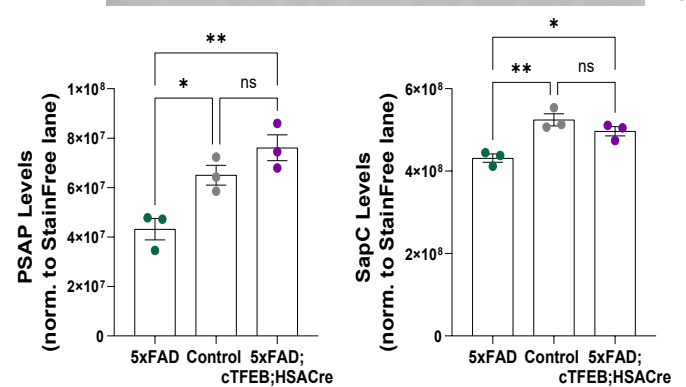 **
*
ns
1×10⁸
8×10⁷
6×10⁷
4×10⁷
2×10⁷
0
PSAP Levels
(norm. to StainFree lane)
5xFAD Control 5xFAD;
cTFEB;HSACre
*
**
ns
6×10⁸
4×10⁸
2×10⁸
0
SapC Levels
(norm. to StainFree lane)
5xFAD Control 5xFAD;
cTFEB;HSACre